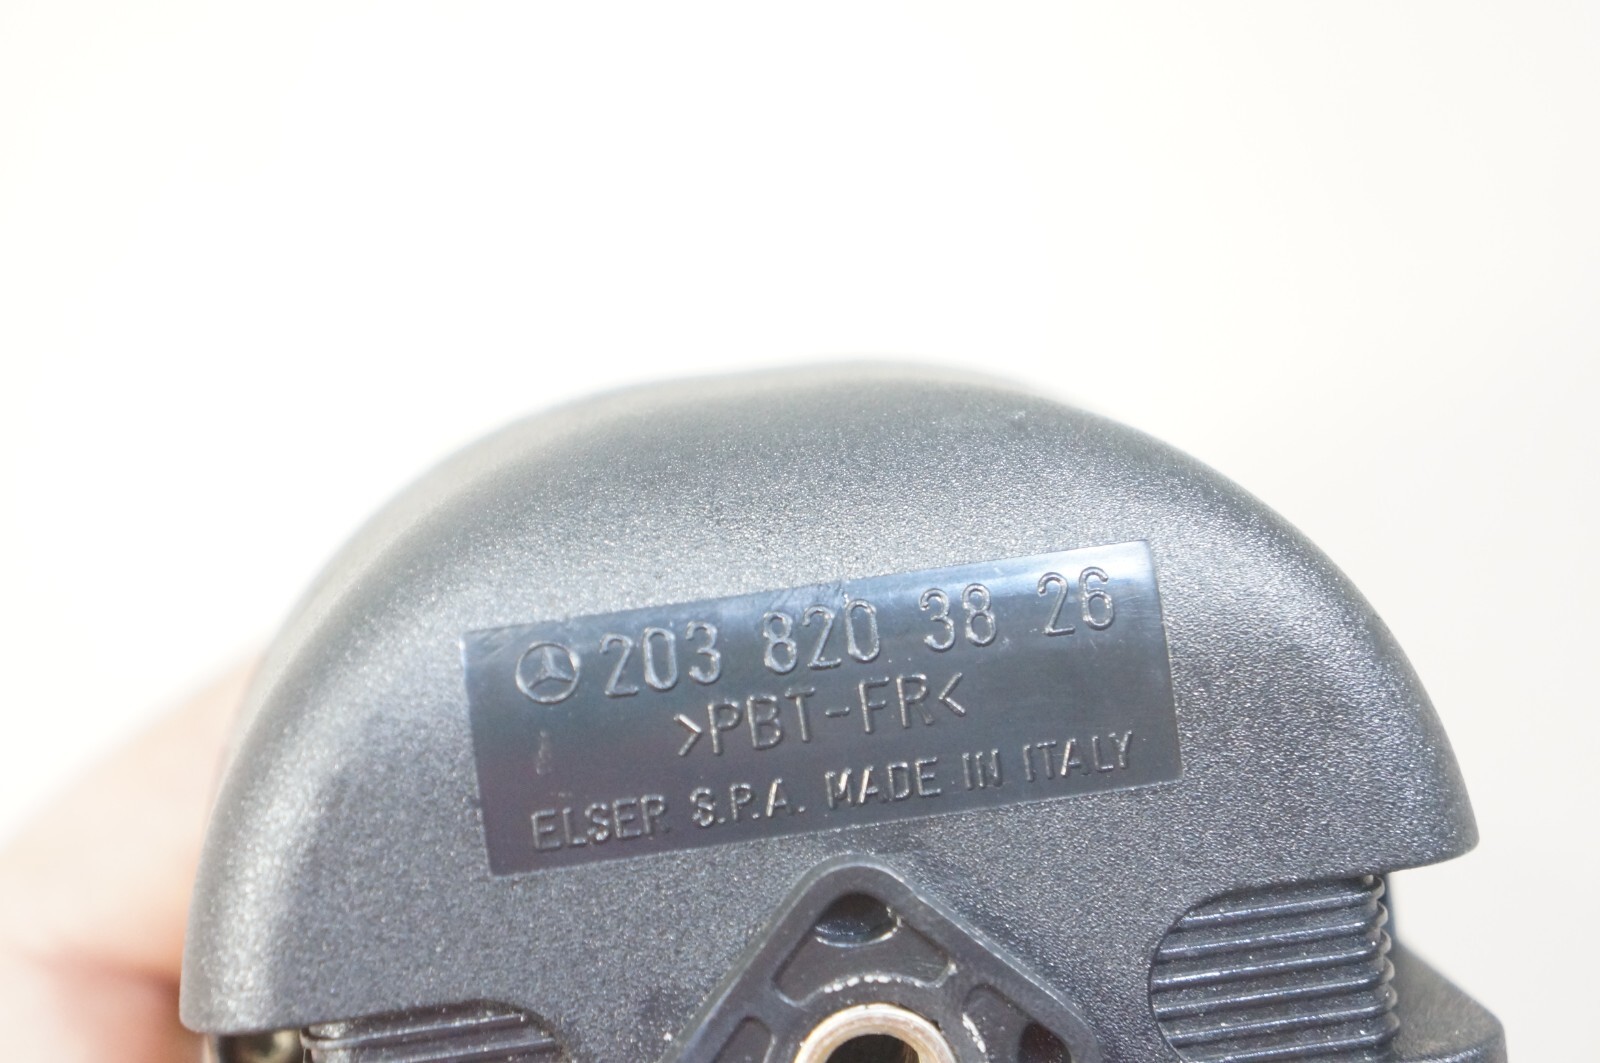 203 820 38 26
>PBT-FR<
ELSER S.P.A. MADE IN ITALY